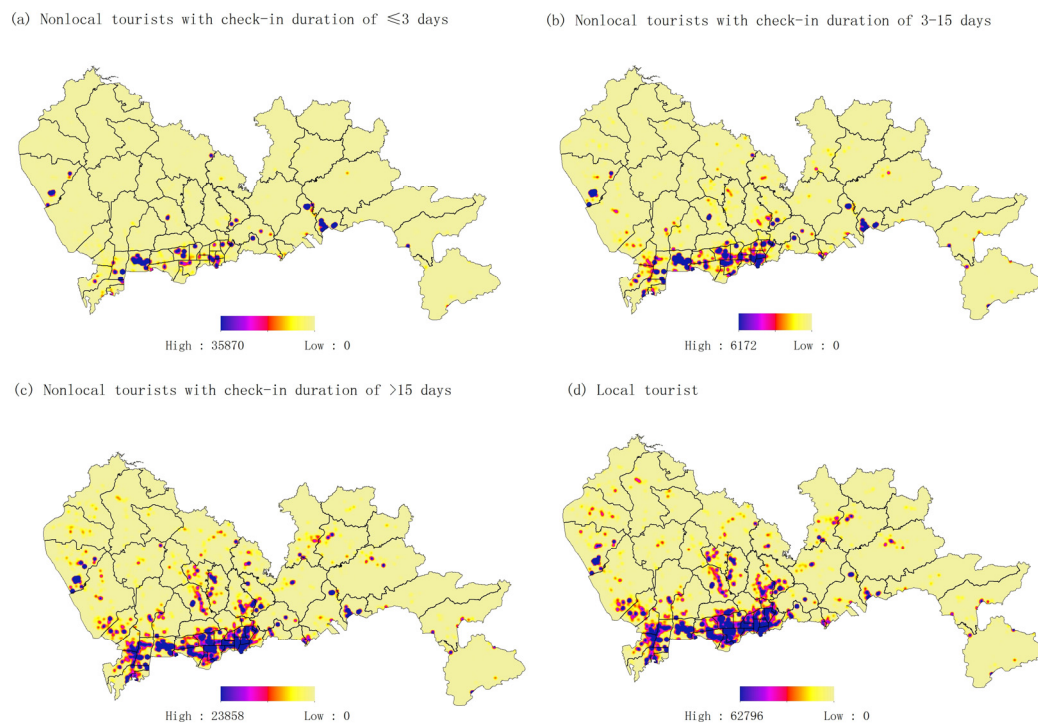 (a) Nonlocal tourists with check-in duration of ≤3 days
(b) Nonlocal tourists with check-in duration of 3-15 days
High : 35870 Low : 0
High : 6172 Low : 0
(c) Nonlocal tourists with check-in duration of >15 days
(d) Local tourist
High : 23858 Low : 0
High : 62796 Low : 0